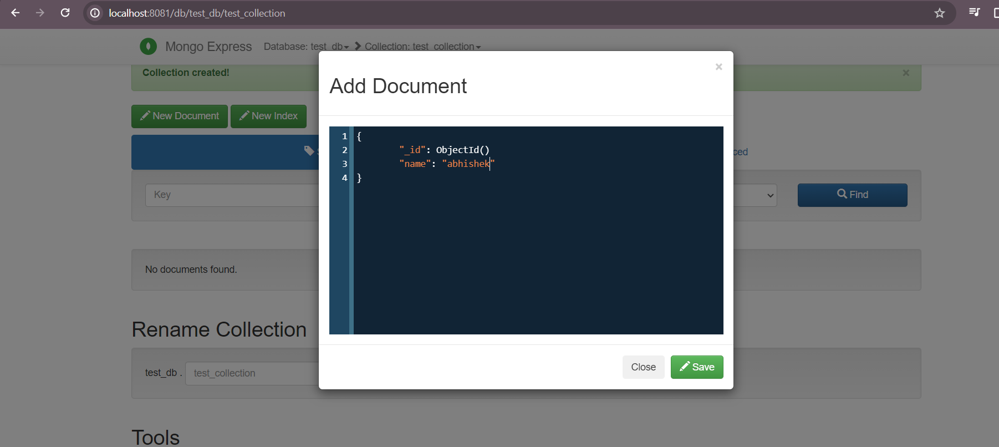 localhost:8081/db/test_db/test_collection
Mongo Express Database: test_db Collection: test_collection
Collection created!
×
×
Add Document
New Document
New Index
1 {
2 "_id": ObjectId()
3 "name": "abhishek"
4 }
Key
Find
No documents found.
Rename Collection
test_db . test_collection
Close
Save
Tools